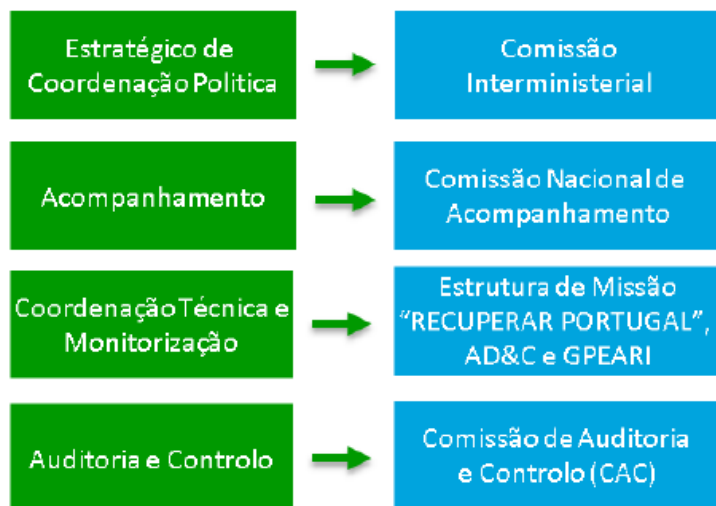 Estratégico de
Coordenação Politica
Comissão
Interministerial
Acompanhamento
Comissão Nacional de
Acompanhamento
Coordenação Técnica e
Monitorização
Estrutura de Missão
“RECUPERAR PORTUGAL”,
AD&C e GPEARI
Auditoria e Controlo
Comissão de Auditoria
e Controlo (CAC)